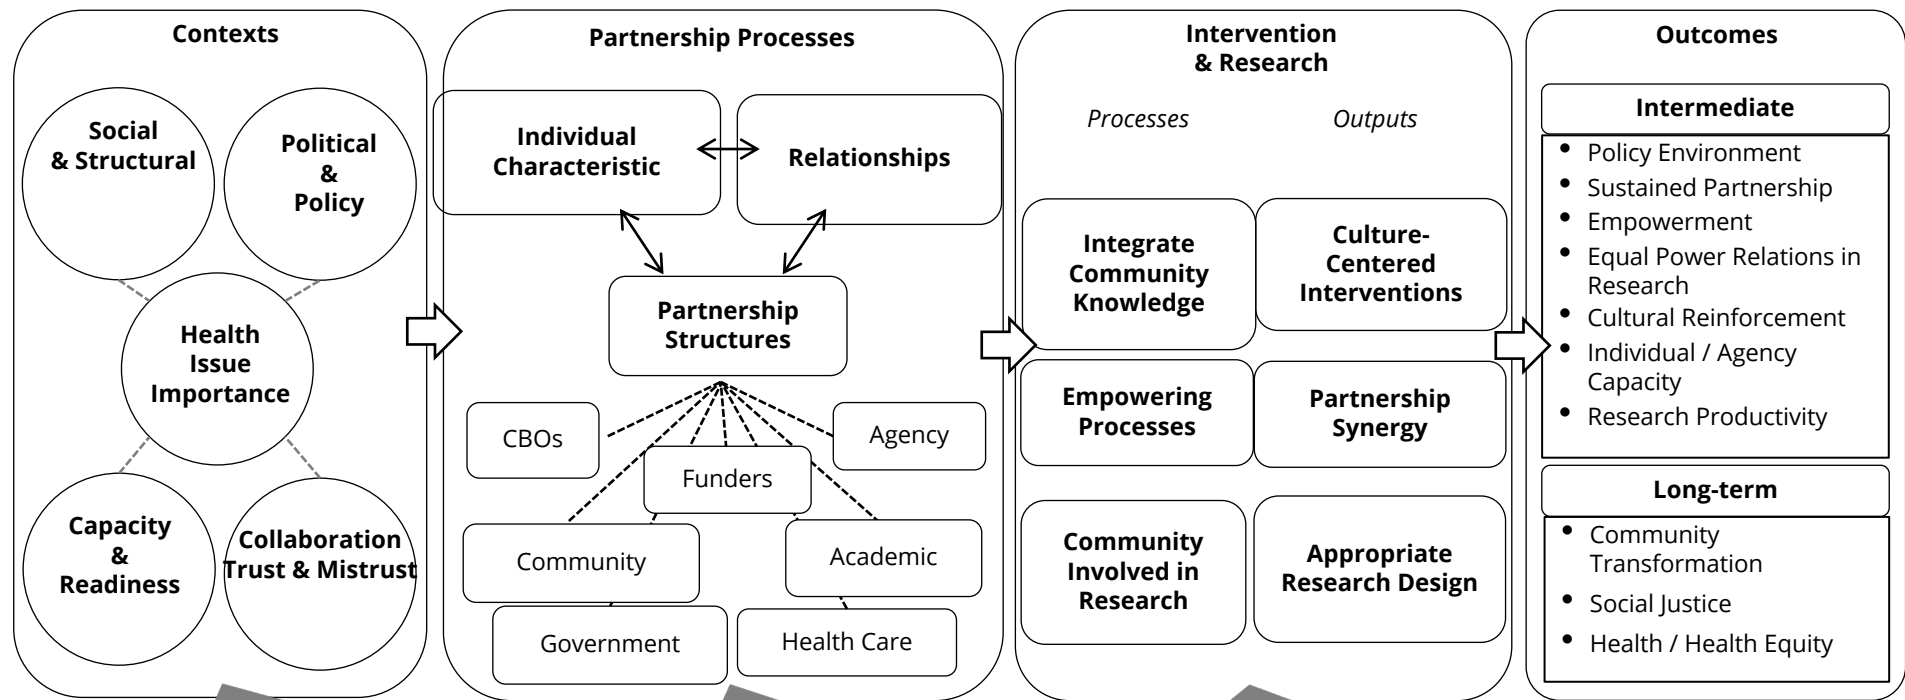 Contexts
Social
& Structural
Political
&
Policy
Health
Issue
Importance
Capacity
&
Readiness
Collaboration
Trust & Mistrust
Partnership Processes
Individual
Characteristic
Relationships
Partnership
Structures
CBOs
Agency
Funders
Community
Academic
Government
Health Care
Intervention
& Research
Processes
Outputs
Integrate
Community
Knowledge
Culture-
Centered
Interventions
Empowering
Processes
Partnership
Synergy
Community
Involved in
Research
Appropriate
Research Design
Outcomes
Intermediate
• Policy Environment
• Sustained Partnership
• Empowerment
• Equal Power Relations in
Research
• Cultural Reinforcement
• Individual / Agency
Capacity
• Research Productivity
Long-term
• Community
Transformation
• Social Justice
• Health / Health Equity